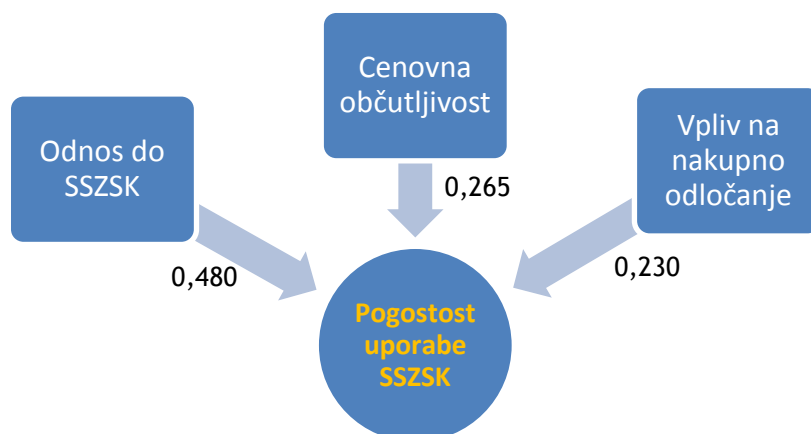 Cenovna
občutljivost
Odnos do
SSZSK
Vpliv na
nakupno
odločanje
0,265
0,480
0,230
Pogostost
uporabe
SSZSK